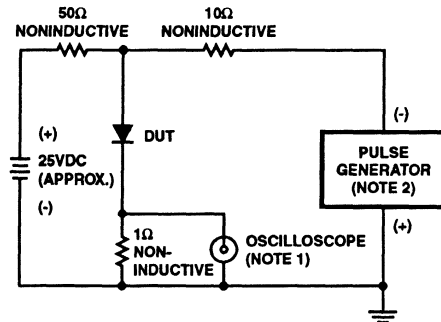 50Ω
NONINDUCTIVE
10Ω
NONINDUCTIVE
(+)
25VDC
(APPROX.)
(-)
DUT
1Ω
NON-
INDUCTIVE
OSCILLOSCOPE
(NOTE 1)
(-)
PULSE
GENERATOR
(NOTE 2)
(+)